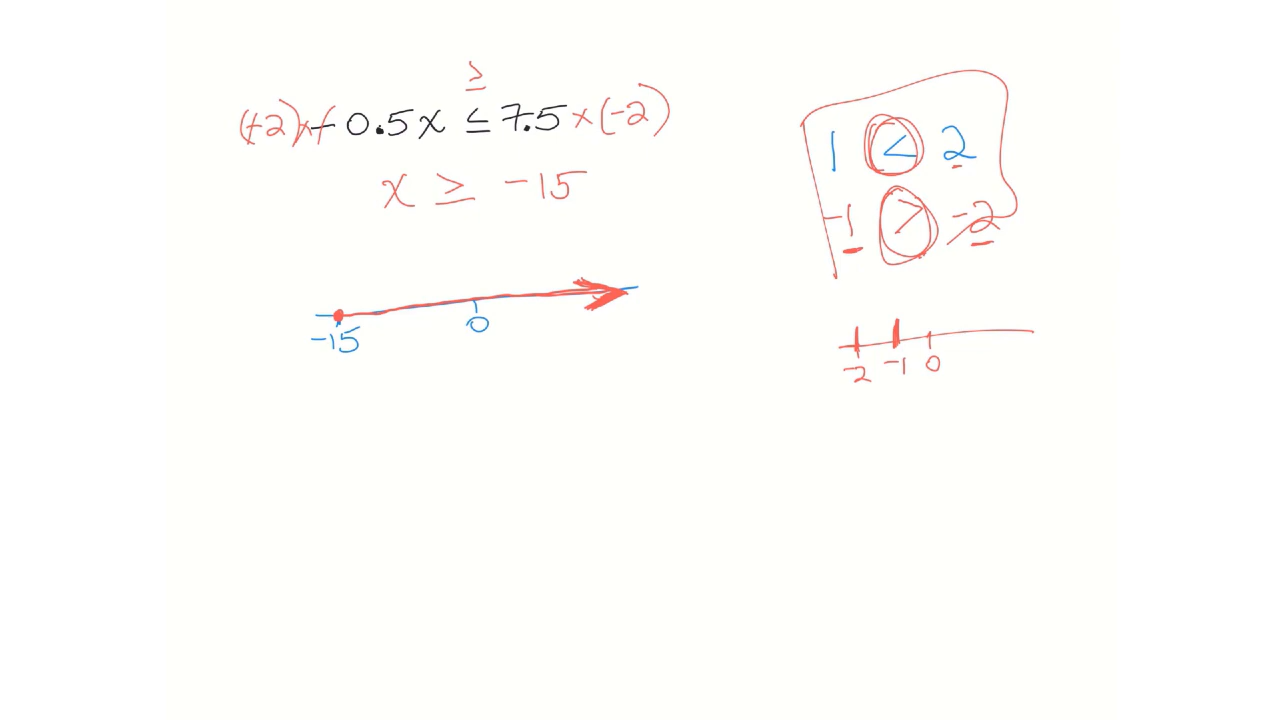 ≥
(-2)×(-0.5x ≤ 7.5 ×(-2)
x ≥ -15
-15 0
1 < 2
-1 > -2
-2 -1 0